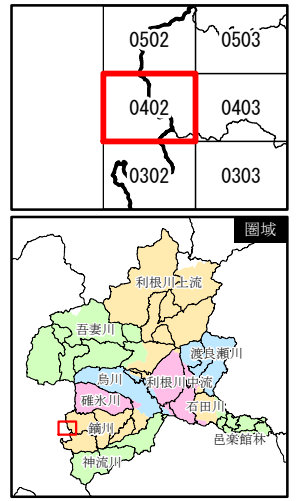 0502 0503
0402 0403
0302 0303
圏域
利根川上流
吾妻川
渡良瀬川
烏川 利根川中流
碓氷川 石田川
鏑川 邑楽館林
神流川